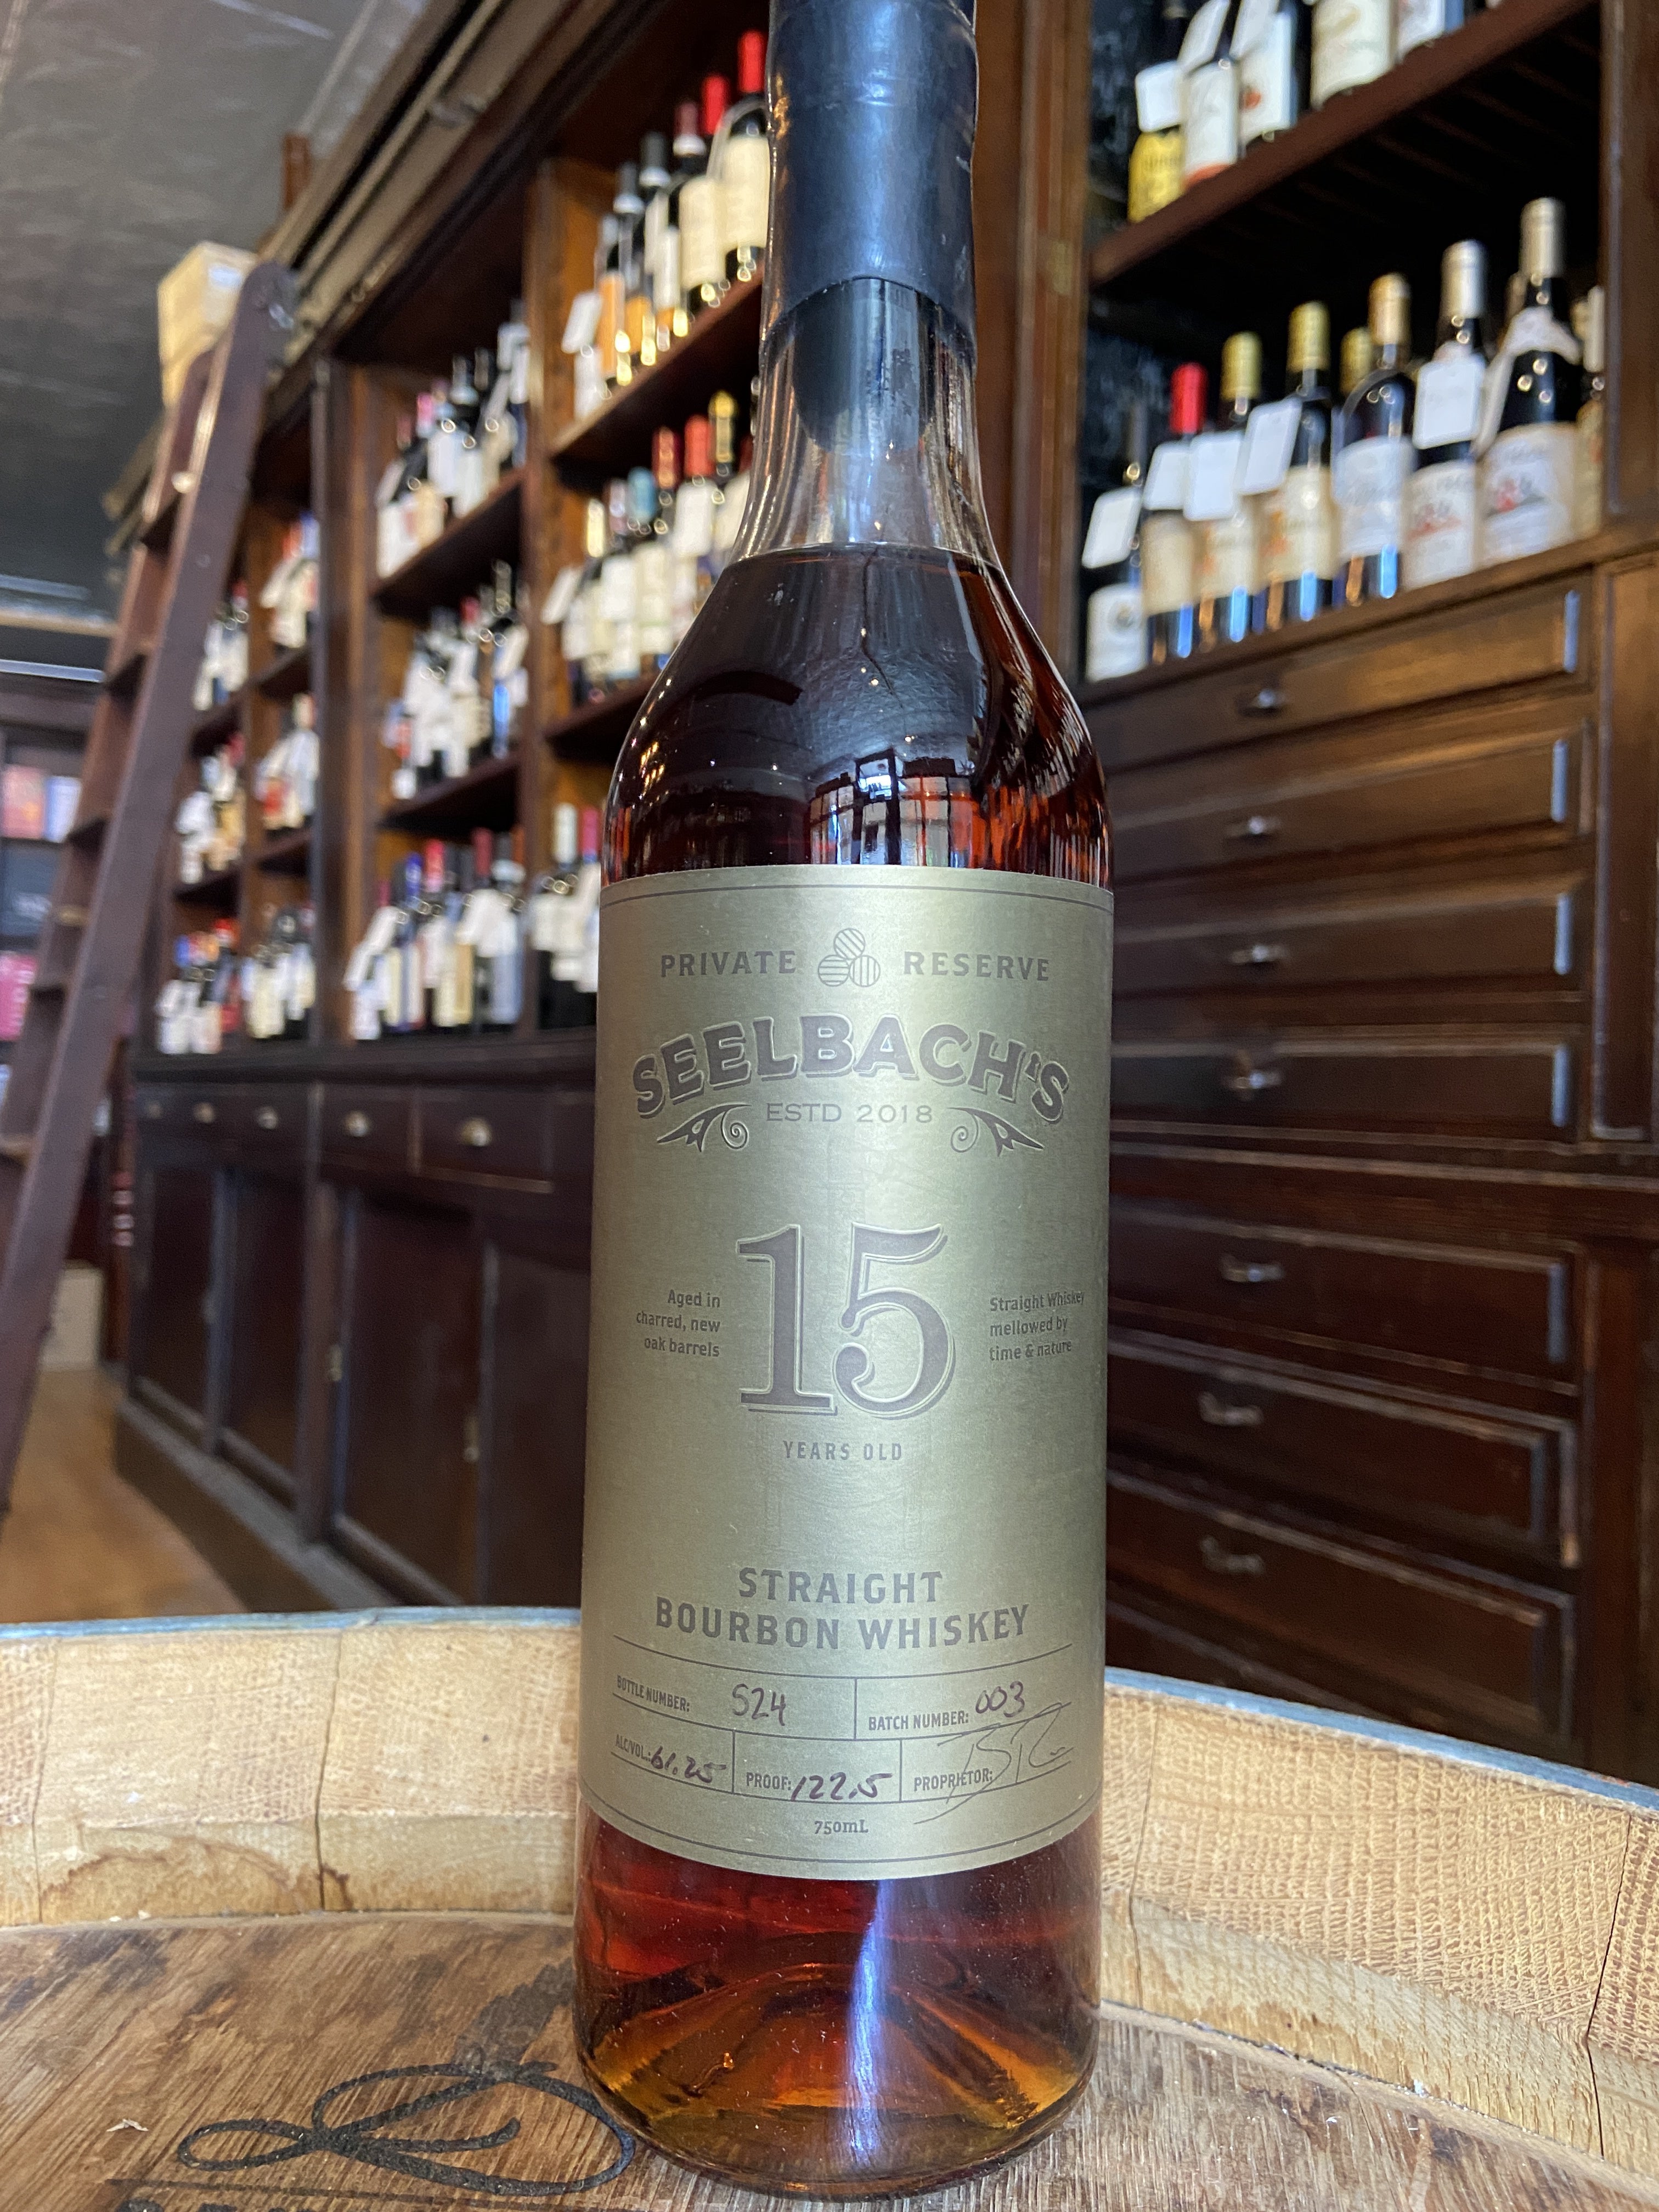 PRIVATE RESERVE
SEELBACH'S
ESTD 2018
Aged in
charred, new
oak barrels
15
Straight Whiskey
mellowed by
time & nature
YEARS OLD
STRAIGHT
BOURBON WHISKEY
BOTTLE NUMBER: 524
BATCH NUMBER: 003
ALC/VOL.: 61.25
PROOF: 122.5
PROPRIETOR:
750mL